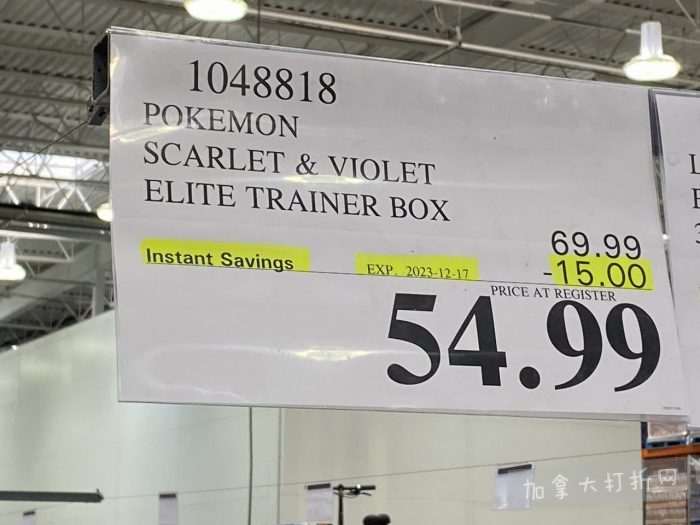 1048818
POKEMON
SCARLET & VIOLET
ELITE TRAINER BOX
69.99
Instant Savings EXP. 2023-12-17 -15.00
PRICE AT REGISTER
54.99
加拿大打折网